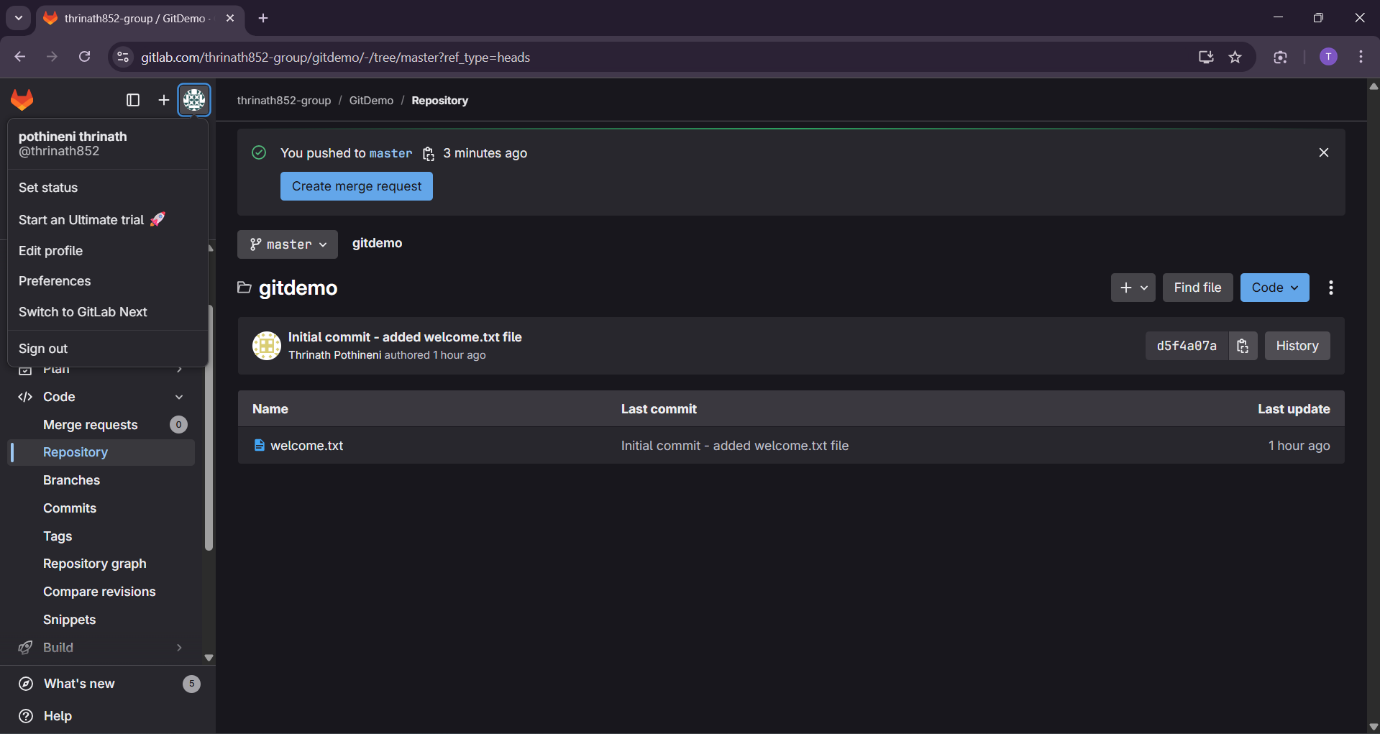 thrinath852-group / GitDemo ·
gitlab.com/thrinath852-group/gitdemo/-/tree/master?ref_type=heads
T
thrinath852-group / GitDemo / Repository
pothineni thrinath
@thrinath852
Set status
Start an Ultimate trial 🚀
Edit profile
Preferences
Switch to GitLab Next
Sign out
Plan
Code
Merge requests 0
Repository
Branches
Commits
Tags
Repository graph
Compare revisions
Snippets
Build
What's new 5
Help
You pushed to master 3 minutes ago
Create merge request
master gitdemo
gitdemo
+ Find file Code
Initial commit - added welcome.txt file
Thrinath Pothineni authored 1 hour ago
d5f4a07a History
Name Last commit Last update
welcome.txt Initial commit - added welcome.txt file 1 hour ago